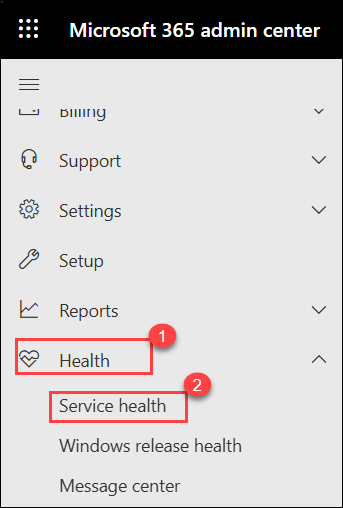 Microsoft 365 admin center
Billing
Support
Settings
Setup
Reports
1
Health
2
Service health
Windows release health
Message center